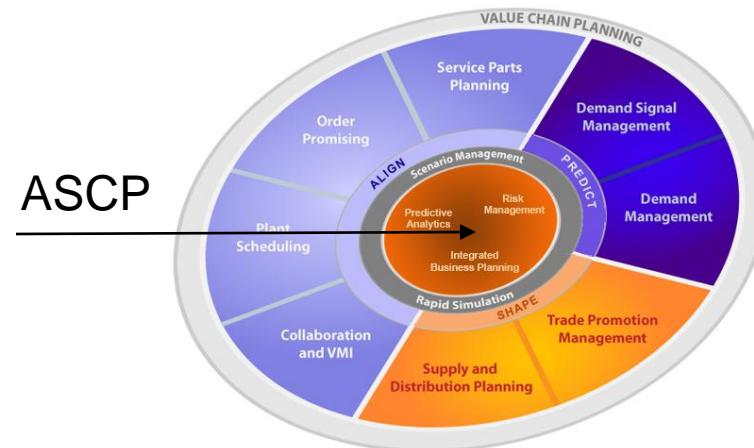 VALUE CHAIN PLANNING
Service Parts
Planning
Demand Signal
Management
Order
Promising
ALIGN
Scenario Management
PREDICT
ASCP
Predictive
Analytics
Risk
Management
Demand
Management
Plant
Scheduling
Integrated
Business Planning
Rapid Simulation
SHAPE
Collaboration
and VMI
Supply and
Distribution Planning
Trade Promotion
Management